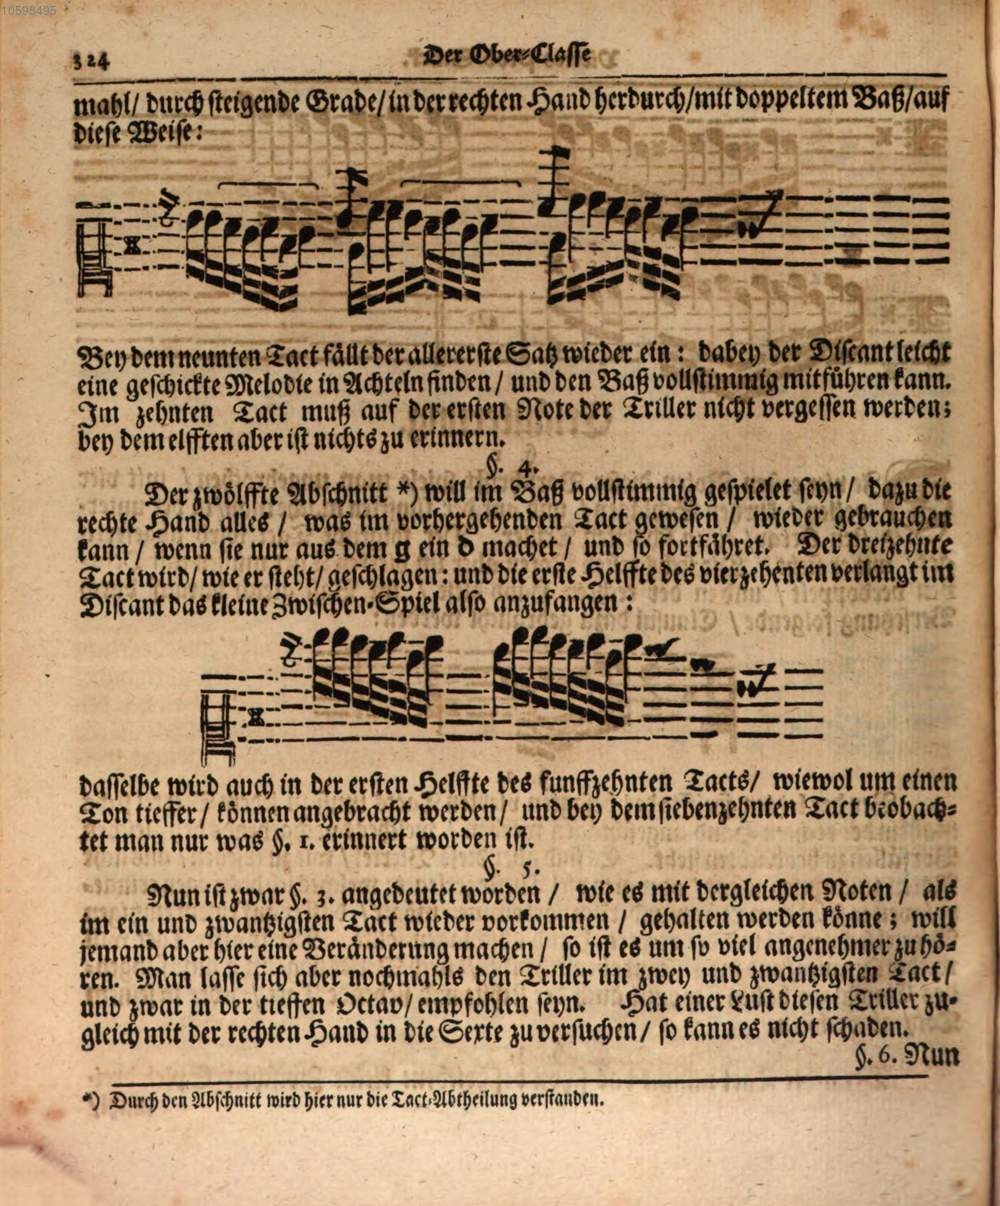 10598495
324 Der Ober-Classe
mahl/ durch steigende Grade/ in der rechten Hand herdurch/ mit doppeltem Baß/ auf
diese Weise:
Bey dem neunten Tact fällt der allererste Satz wieder ein: dabey der Discant leicht
eine geschickte Melodie in Achteln finden/ und den Baß vollstimmig mitführen kann.
Im zehnten Tact muß auf der ersten Note der Triller nicht vergessen werden;
bey dem elfften aber ist nichts zu erinnern.
§. 4.
Der zwölffte Abschnitt *) will im Baß vollstimmig gespielet seyn/ dazu die
rechte Hand alles/ was im vorhergehenden Tact gewesen/ wieder gebrauchen
kann/ wenn sie nur aus dem g ein d machet/ und so fortfähret. Der dreizehnte
Tact wird/ wie er steht/ geschlagen: und die erste Helffte des vierzehenten verlangt im
Discant das kleine Zwischen-Spiel also anzufangen:
dasselbe wird auch in der ersten Helffte des funffzehnten Tacts/ wiewol um einen
Ton tieffer/ können angebracht werden/ und bey dem siebenzehnten Tact beobach-
tet man nur was §. 1. erinnert worden ist.
§. 5.
Nun ist zwar §. 3. angedeutet worden/ wie es mit dergleichen Noten/ als
im ein und zwantzigsten Tact wieder vorkommen/ gehalten werden könne; will
jemand aber hier eine Veränderung machen/ so ist es um so viel angenehmer zu hö-
ren. Man lasse sich aber nochmahls den Triller im zwey und zwantzigsten Tact/
und zwar in der tieffen Octav/ empfohlen seyn. Hat einer Lust diesen Triller zu-
gleich mit der rechten Hand in die Sexte zu versuchen/ so kann es nicht schaden.
§. 6. Nun
*) Durch den Abschnitt wird hier nur die Tact-Abtheilung verstanden.